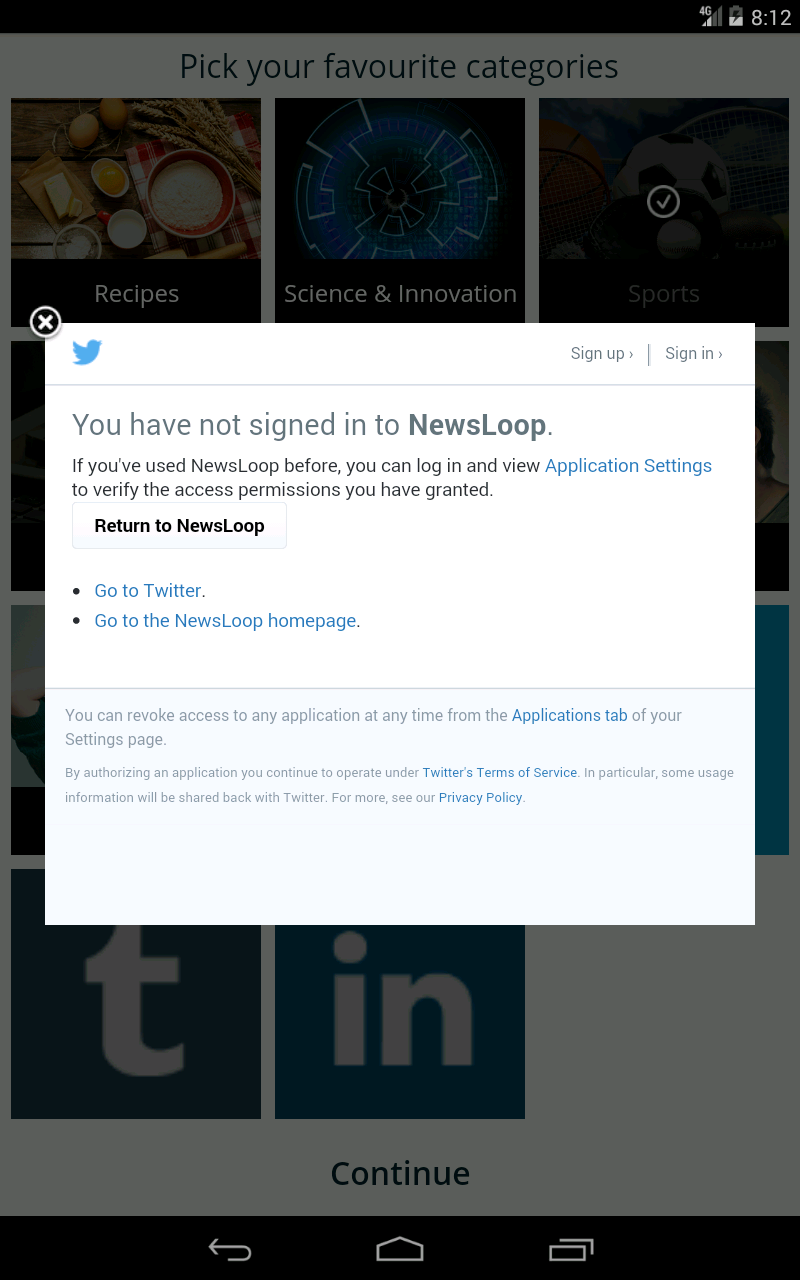 4G 8:12
Pick your favourite categories
Recipes
Science & Innovation
Sports
Sign up ›
Sign in ›
You have not signed in to NewsLoop.
If you've used NewsLoop before, you can log in and view Application Settings
to verify the access permissions you have granted.
Return to NewsLoop
• Go to Twitter.
• Go to the NewsLoop homepage.
You can revoke access to any application at any time from the Applications tab of your
Settings page.
By authorizing an application you continue to operate under Twitter's Terms of Service. In particular, some usage
information will be shared back with Twitter. For more, see our Privacy Policy.
t
in
Continue